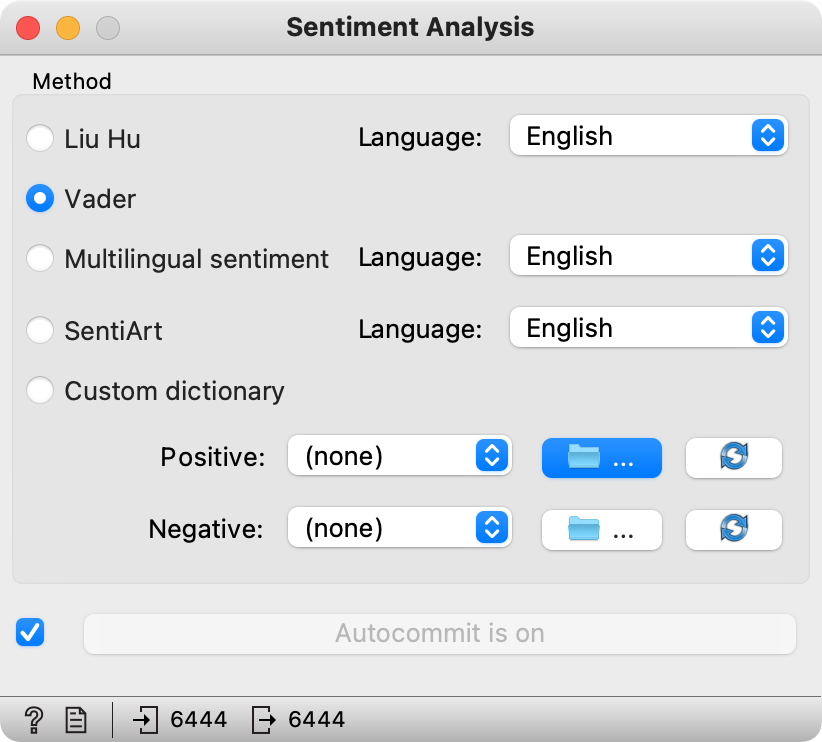 Sentiment Analysis
Method
Liu Hu Language: English
Vader
Multilingual sentiment Language: English
SentiArt Language: English
Custom dictionary
Positive: (none) ...
Negative: (none) ...
Autocommit is on
? 6444 6444